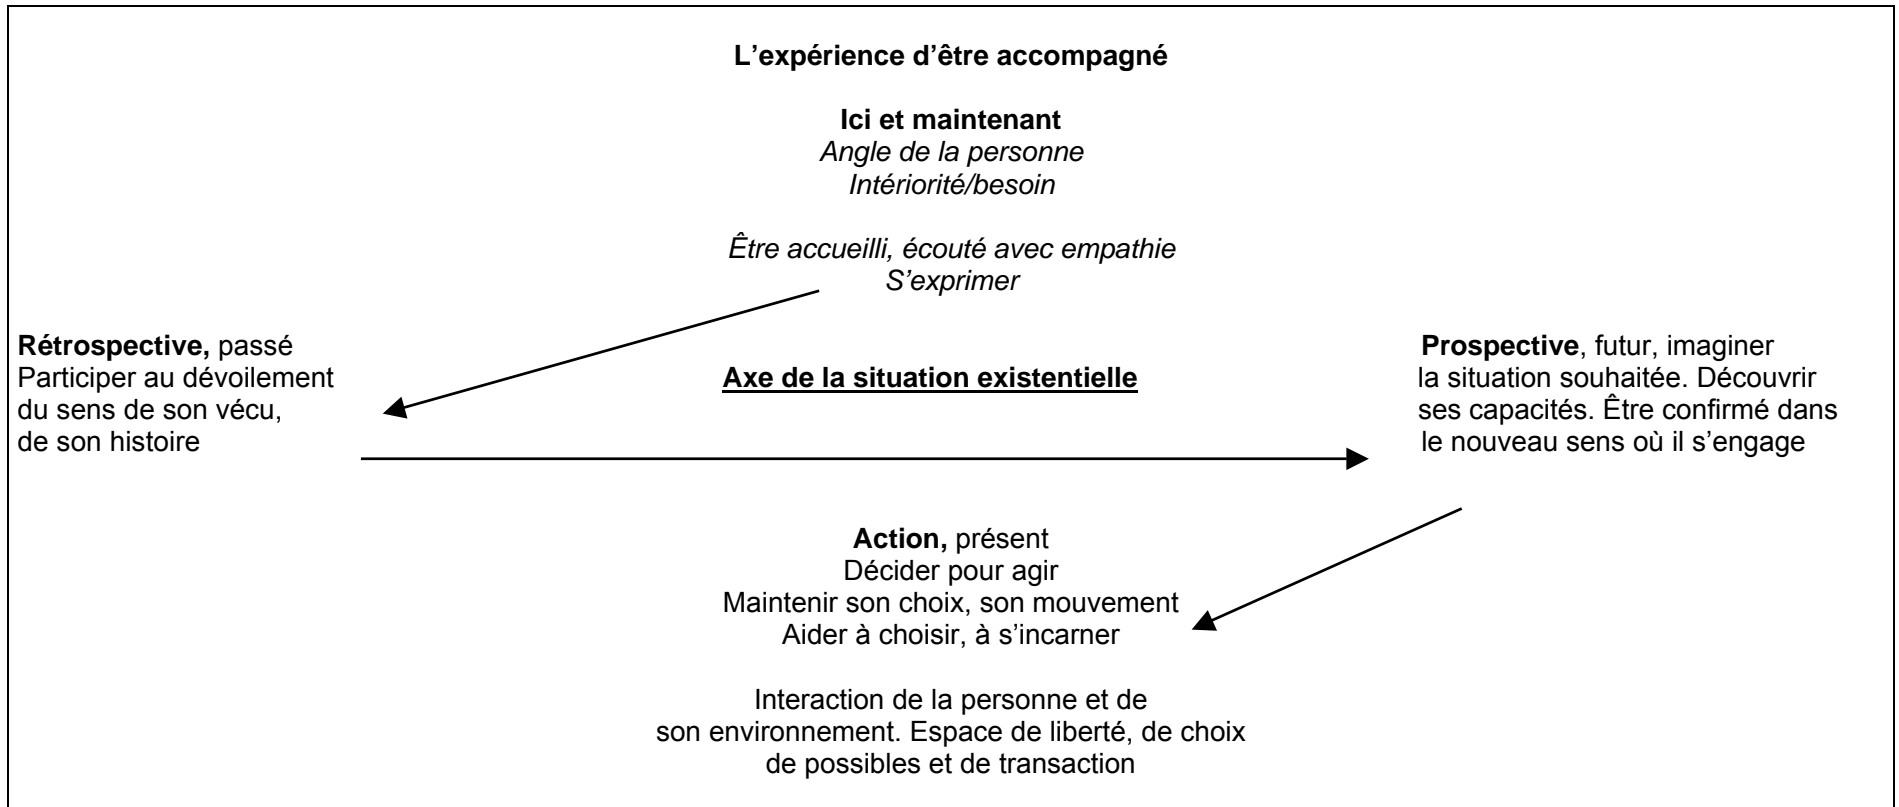 L’expérience d’être accompagné
Ici et maintenant
Angle de la personne
Intériorité/besoin
Être accueilli, écouté avec empathie
S’exprimer
Rétrospective, passé
Participer au dévoilement
du sens de son vécu,
de son histoire
Axe de la situation existentielle
Prospective, futur, imaginer
la situation souhaitée. Découvrir
ses capacités. Être confirmé dans
le nouveau sens où il s’engage
Action, présent
Décider pour agir
Maintenir son choix, son mouvement
Aider à choisir, à s’incarner
Interaction de la personne et de
son environnement. Espace de liberté, de choix
de possibles et de transaction